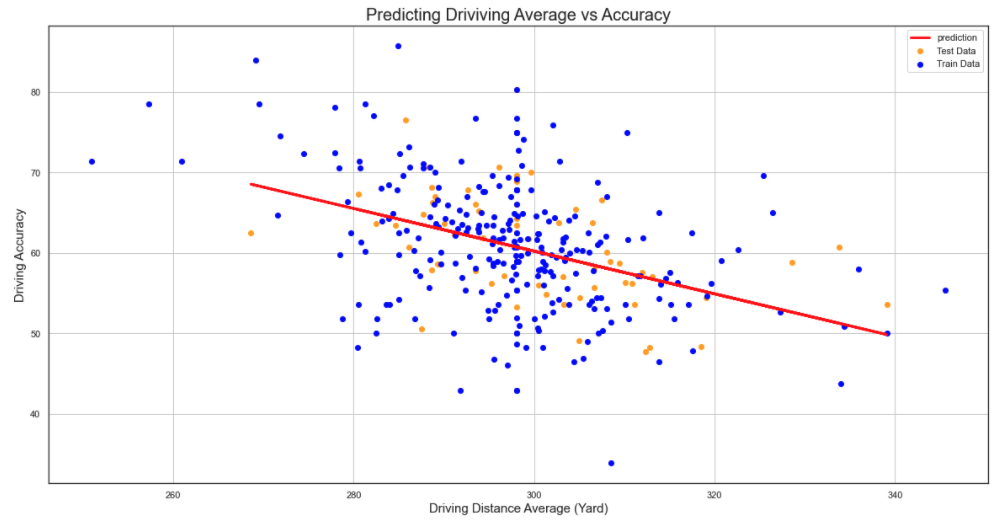 Predicting Driviving Average vs Accuracy
prediction
Test Data
Train Data
Driving Accuracy
80
70
60
50
40
260 280 300 320 340
Driving Distance Average (Yard)